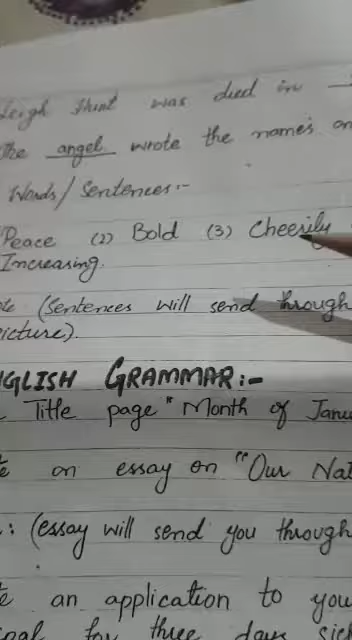 Leigh Hunt was died in
The angel wrote the names on
Words/Sentences:-
Peace (2) Bold (3) Cheerily
Increasing.
(Sentences will send through
picture).
ENGLISH GRAMMAR:-
Title page "Month of Janu
on essay on "Our Nat
: (essay will send you through
an application to you
for three days sick